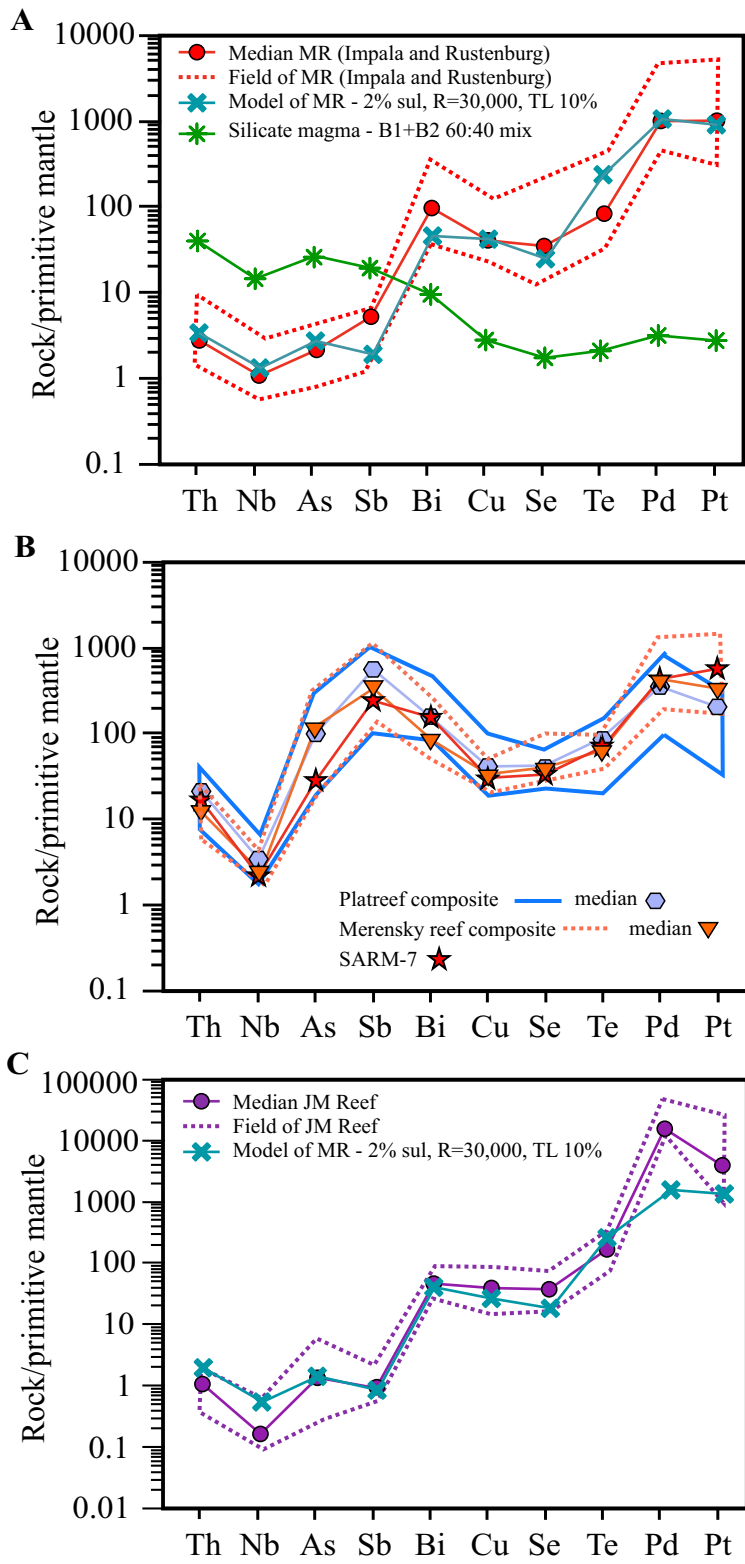 A
Rock/primitive mantle
10000
1000
100
10
1
0.1
Median MR (Impala and Rustenburg)
Field of MR (Impala and Rustenburg)
Model of MR - 2% sul, R=30,000, TL 10%
Silicate magma - B1+B2 60:40 mix
Th Nb As Sb Bi Cu Se Te Pd Pt
B
Rock/primitive mantle
10000
1000
100
10
1
0.1
Platreef composite median
Merensky reef composite median
SARM-7
Th Nb As Sb Bi Cu Se Te Pd Pt
C
Rock/primitive mantle
100000
10000
1000
100
10
1
0.1
0.01
Median JM Reef
Field of JM Reef
Model of MR - 2% sul, R=30,000, TL 10%
Th Nb As Sb Bi Cu Se Te Pd Pt